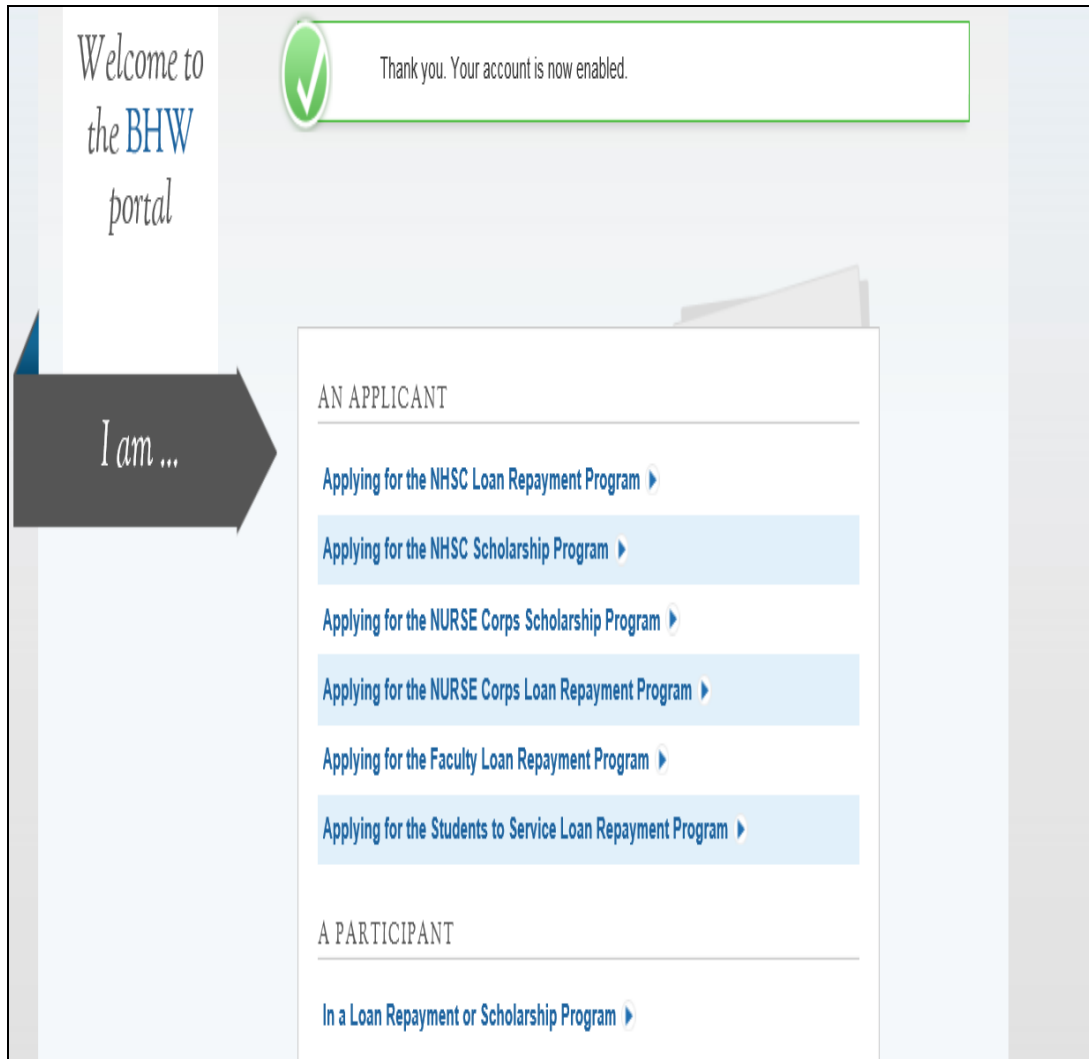 Welcome to
the BHW
portal
Thank you. Your account is now enabled.
I am ...
AN APPLICANT
Applying for the NHSC Loan Repayment Program
Applying for the NHSC Scholarship Program
Applying for the NURSE Corps Scholarship Program
Applying for the NURSE Corps Loan Repayment Program
Applying for the Faculty Loan Repayment Program
Applying for the Students to Service Loan Repayment Program
A PARTICIPANT
In a Loan Repayment or Scholarship Program